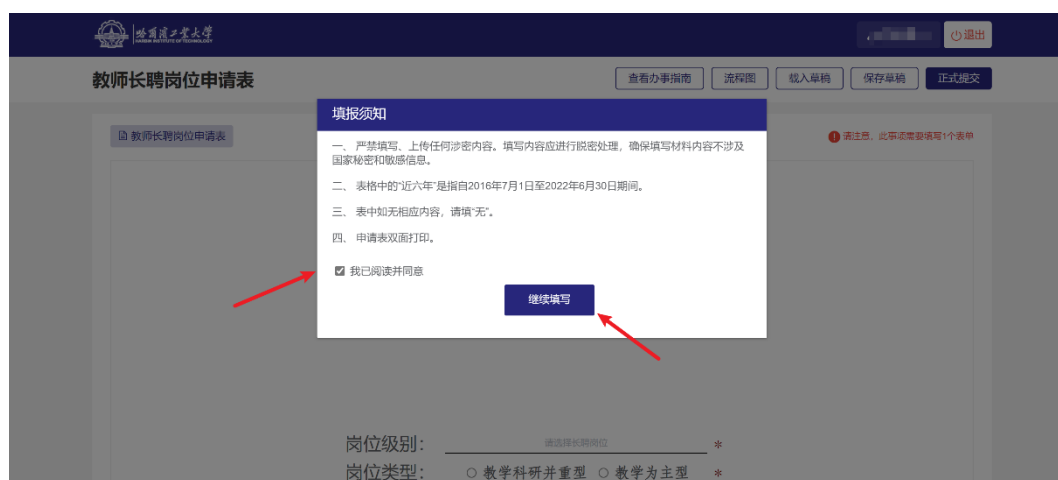 哈爾濱工業大學
HARBIN INSTITUTE OF TECHNOLOGY
退出
教师长聘岗位申请表
查看办事指南 流程图 载入草稿 保存草稿 正式提交
填报须知
教师长聘岗位申请表
请注意,此事项需要填写1个表单
一、 严禁填写、上传任何涉密内容。填写内容应进行脱密处理,确保填写材料内容不涉及
国家秘密和敏感信息。
二、 表格中的“近六年”是指自2016年7月1日至2022年6月30日期间。
三、 表中如无相应内容,请填“无”。
四、 申请表双面打印。
我已阅读并同意
继续填写
岗位级别: 请选择长聘岗位 *
岗位类型: 教学科研并重型 教学为主型 *